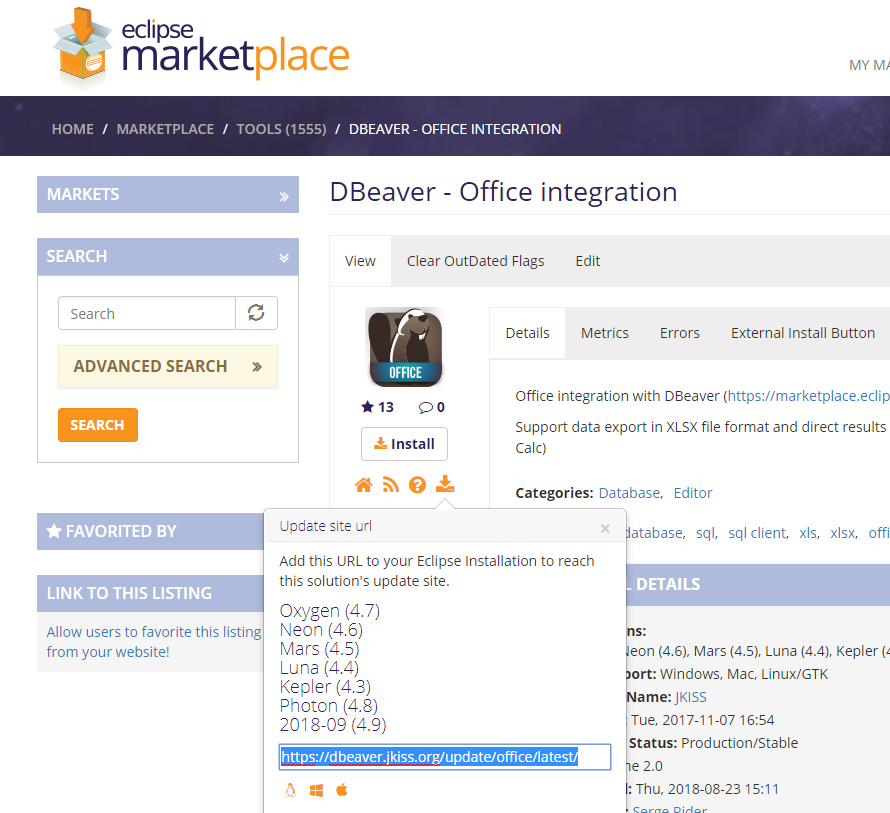 eclipse
marketplace
MY MA
HOME / MARKETPLACE / TOOLS (1555) / DBEAVER - OFFICE INTEGRATION
MARKETS
SEARCH
Search
ADVANCED SEARCH
SEARCH
FAVORITED BY
LINK TO THIS LISTING
Allow users to favorite this listing
from your website!
DBeaver - Office integration
View Clear OutDated Flags Edit
OFFICE
13 0
Install
Details Metrics Errors External Install Button
Office integration with DBeaver (https://marketplace.eclip
Support data export in XLSX file format and direct results
Calc)
Categories: Database, Editor
database, sql, sql client, xls, xlsx, offi
L DETAILS
ns:
Neon (4.6), Mars (4.5), Luna (4.4), Kepler (4
port: Windows, Mac, Linux/GTK
Name: JKISS
: Tue, 2017-11-07 16:54
Status: Production/Stable
ne 2.0
d: Thu, 2018-08-23 15:11
: Serge Rider
Update site url ×
Add this URL to your Eclipse Installation to reach
this solution's update site.
Oxygen (4.7)
Neon (4.6)
Mars (4.5)
Luna (4.4)
Kepler (4.3)
Photon (4.8)
2018-09 (4.9)
https://dbeaver.jkiss.org/update/office/latest/